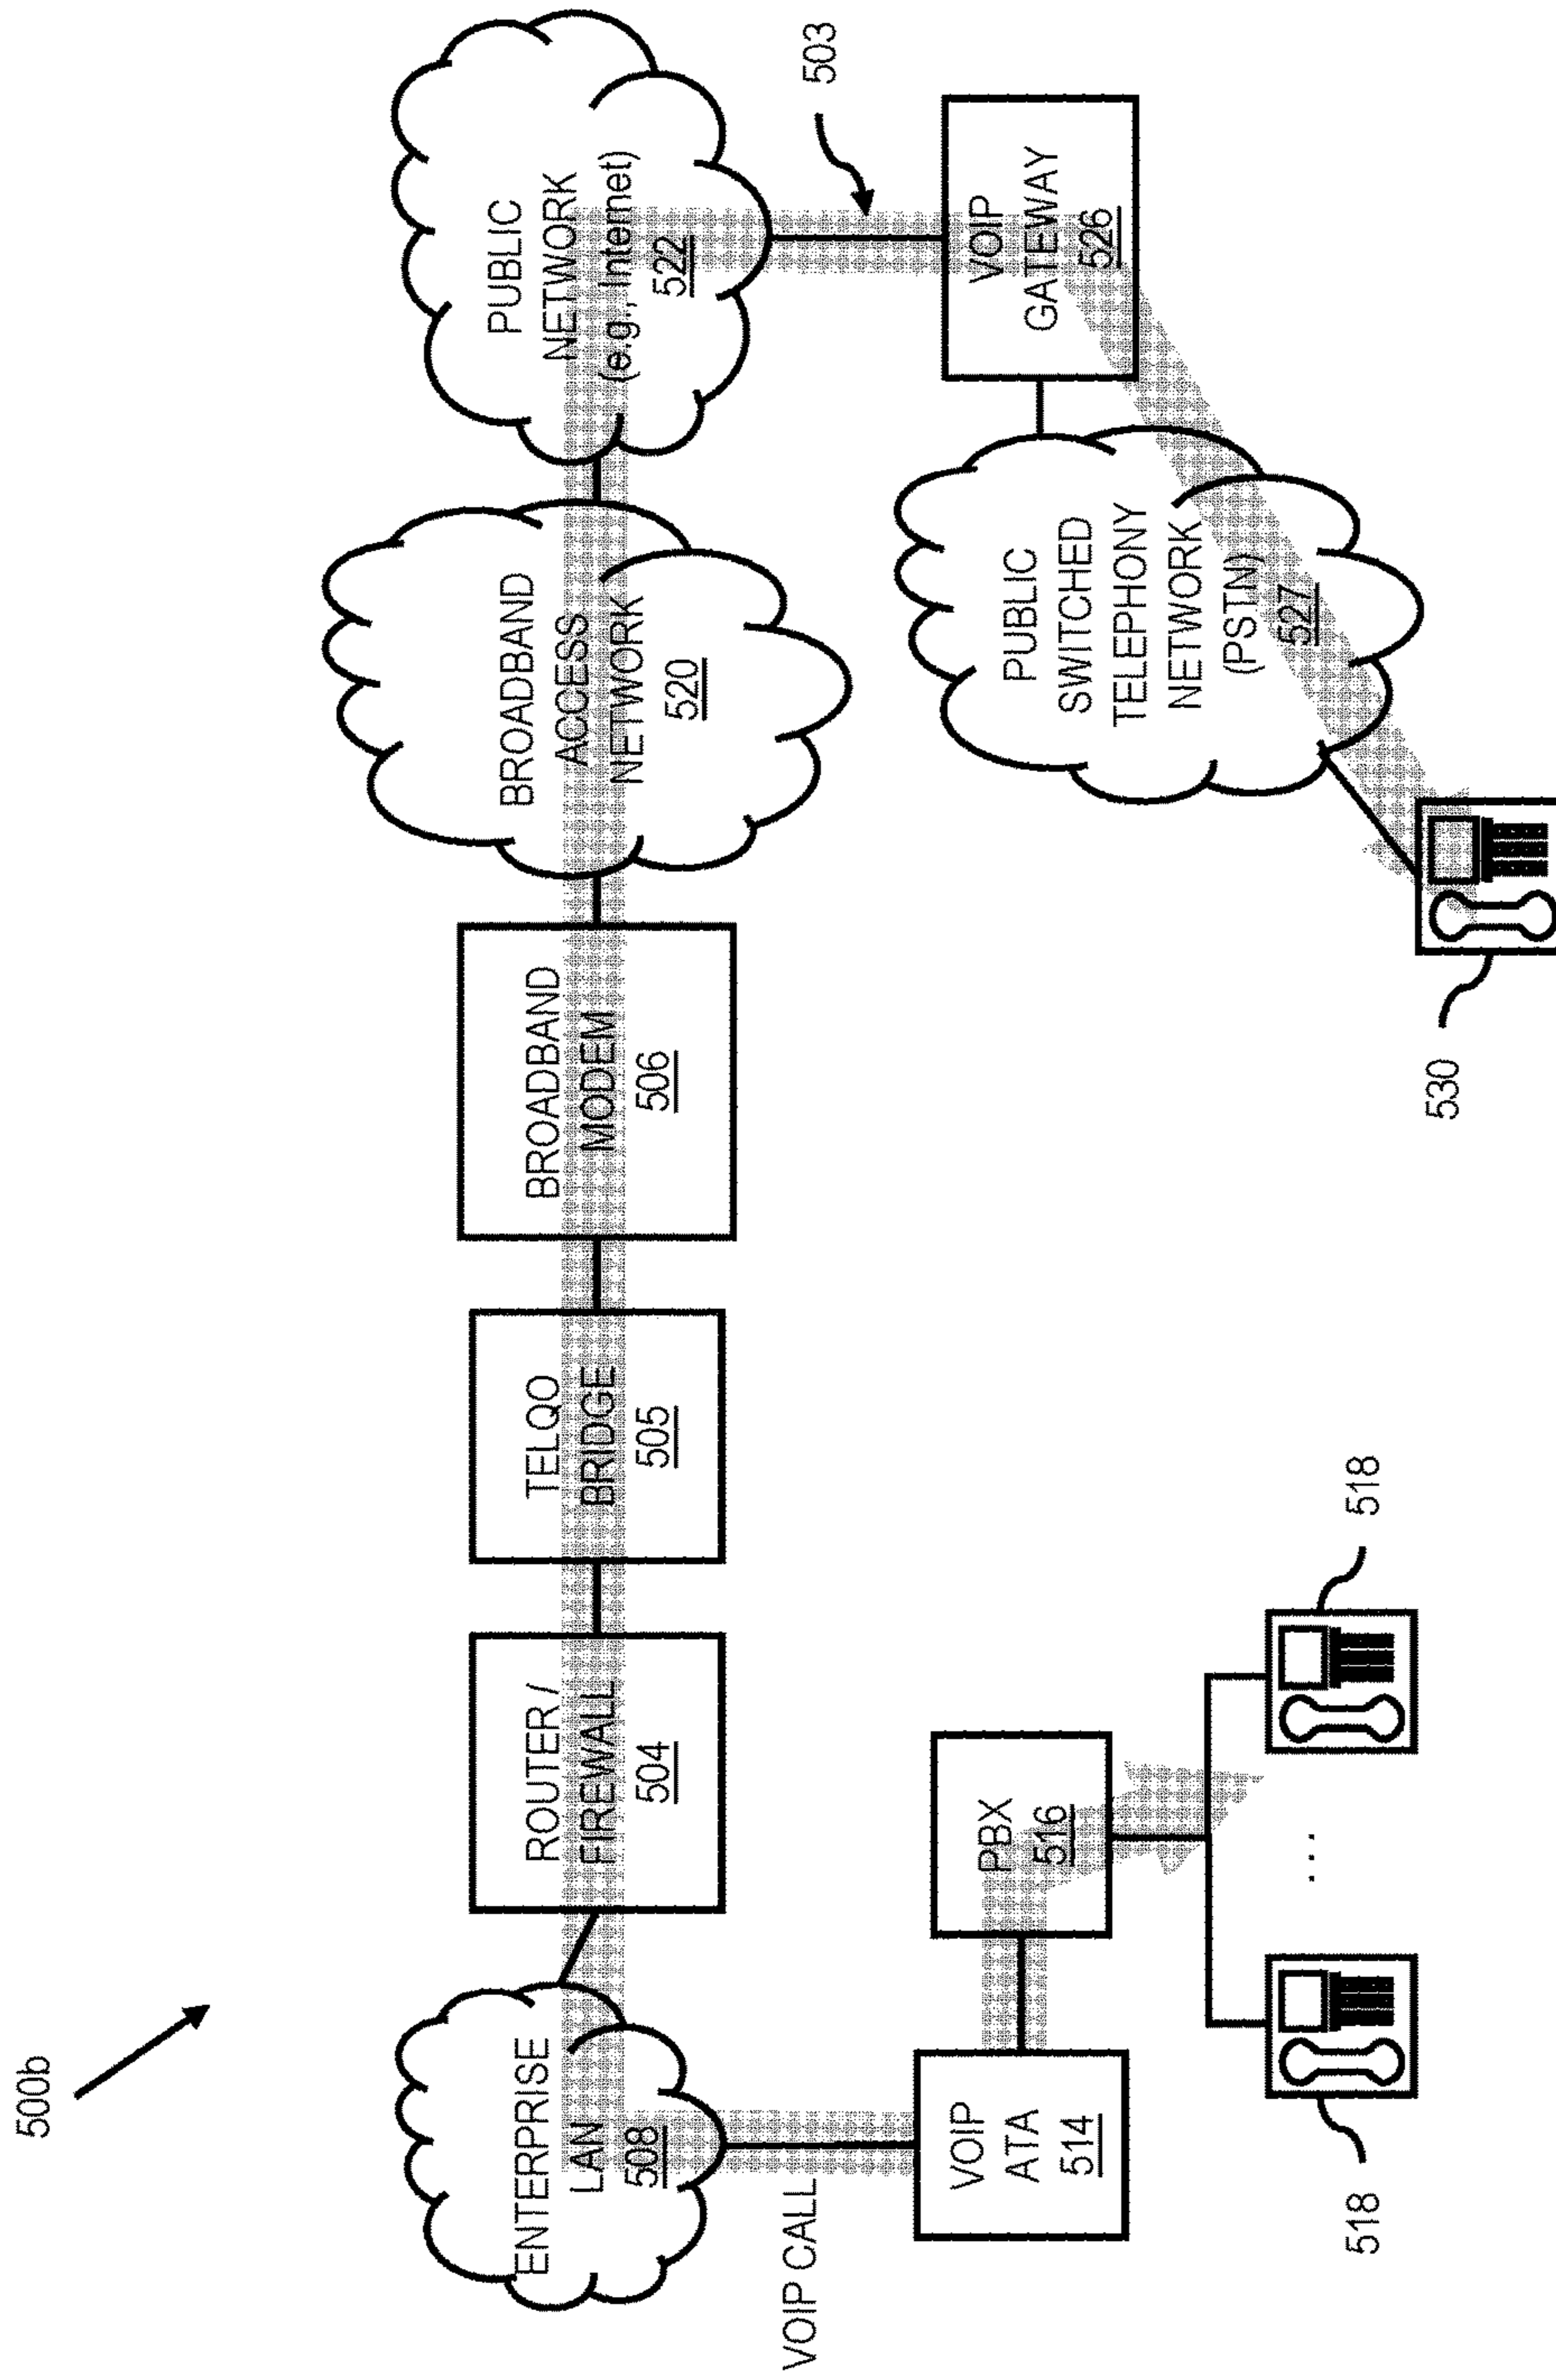 500b
ENTERPRISE
LAN
508
ROUTER /
FIREWALL
504
TELQO
BRIDGE
505
BROADBAND
MODEM
506
BROADBAND
ACCESS
NETWORK
520
PUBLIC
NETWORK
(e.g., Internet)
522
503
VOIP CALL
VOIP
ATA
514
PBX
516
518
...
518
PUBLIC
SWITCHED
TELEPHONY
NETWORK
(PSTN)
527
VOIP
GATEWAY
526
530